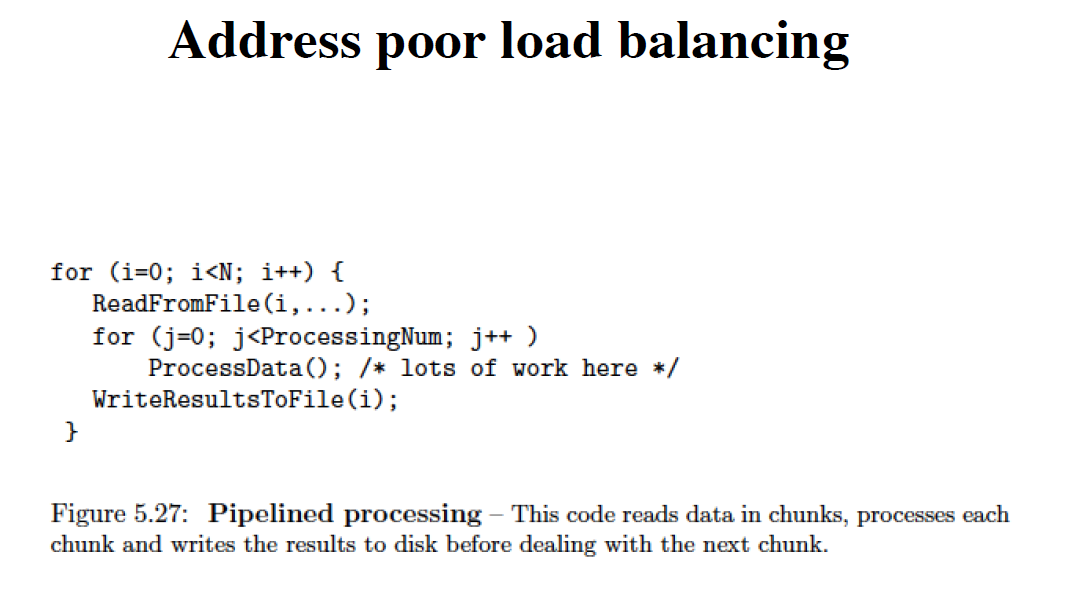 Address poor load balancing
for (i=0; i<N; i++) {
ReadFromFile(i,...);
for (j=0; j<ProcessingNum; j++ )
ProcessData(); /* lots of work here */
WriteResultsToFile(i);
}
Figure 5.27: Pipelined processing – This code reads data in chunks, processes each
chunk and writes the results to disk before dealing with the next chunk.